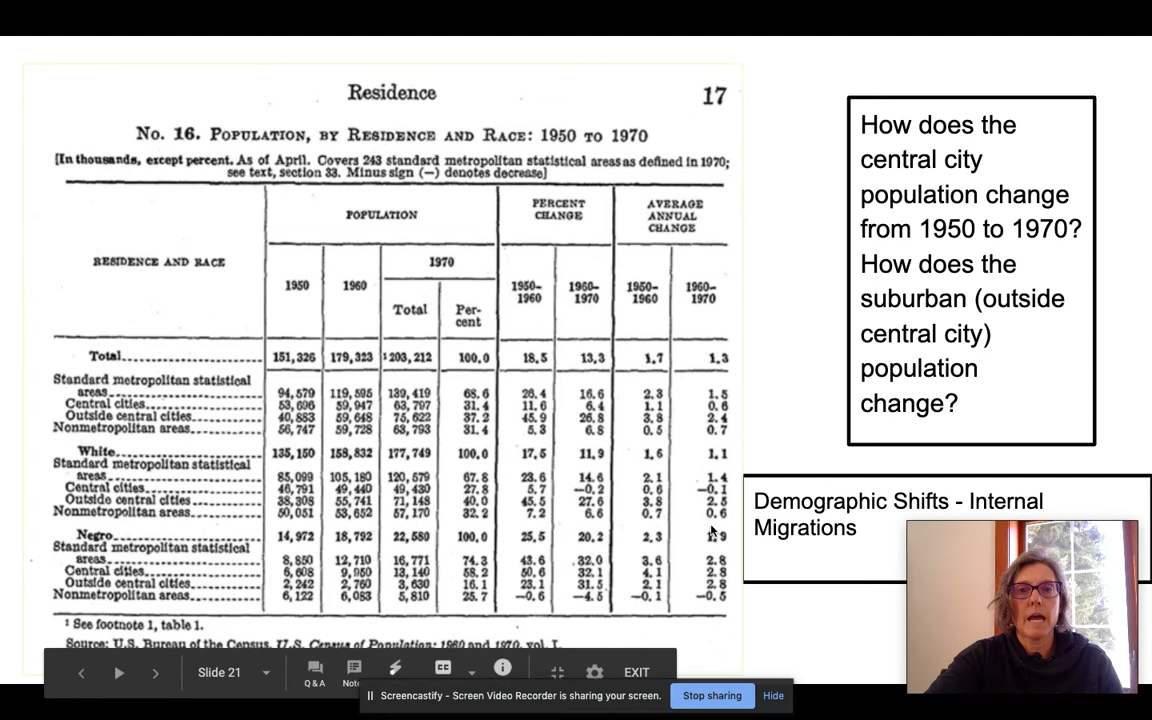 Residence 17
No. 16. POPULATION, BY RESIDENCE AND RACE: 1950 TO 1970
[In thousands, except percent. As of April. Covers 243 standard metropolitan statistical areas as defined in 1970;
see text, section 33. Minus sign (—) denotes decrease]
RESIDENCE AND RACE
POPULATION
PERCENT CHANGE
AVERAGE ANNUAL CHANGE
1950 1960 1970
Total Per-cent
1950–1960 1960–1970 1950–1960 1960–1970
Total 151,326 179,323 ¹203,212 100.0 18.5 13.3 1.7 1.3
Standard metropolitan statistical
areas 94,579 119,595 139,419 68.6 26.4 16.6 2.3 1.5
Central cities 53,696 59,947 63,797 31.4 11.6 6.4 1.1 0.6
Outside central cities 40,883 59,648 75,622 37.2 45.9 26.8 3.8 2.4
Nonmetropolitan areas 56,747 59,728 63,793 31.4 5.3 6.8 0.5 0.7
White 135,150 158,832 177,749 100.0 17.5 11.9 1.6 1.1
Standard metropolitan statistical
areas 85,099 105,180 120,579 67.8 23.6 14.6 2.1 1.4
Central cities 46,791 49,440 49,430 27.8 5.7 –0.2 0.6 –0.1
Outside central cities 38,308 55,741 71,148 40.0 45.5 27.6 3.8 2.5
Nonmetropolitan areas 50,051 53,652 57,170 32.2 7.2 6.6 0.7 0.6
Negro 14,972 18,792 22,580 100.0 25.5 20.2 2.3
Standard metropolitan statistical
areas 8,850 12,710 16,771 74.3 43.6 32.0 3.6 2.8
Central cities 6,608 9,950 13,140 58.2 50.6 32.1 4.1 2.8
Outside central cities 2,242 2,760 3,630 16.1 23.1 31.5 2.1 2.8
Nonmetropolitan areas 6,122 6,083 5,810 25.7 –0.6 –4.5 –0.1 –0.5
¹ See footnote 1, table 1.
Source: U.S. Bureau of the Census, U.S. Census of Population: 1960 and 1970, vol. I.
How does the
central city
population change
from 1950 to 1970?
How does the
suburban (outside
central city)
population
change?
Demographic Shifts - Internal
Migrations
Slide 21
Q & A
CC
EXIT
Screencastify - Screen Video Recorder is sharing your screen.
Stop sharing
Hide